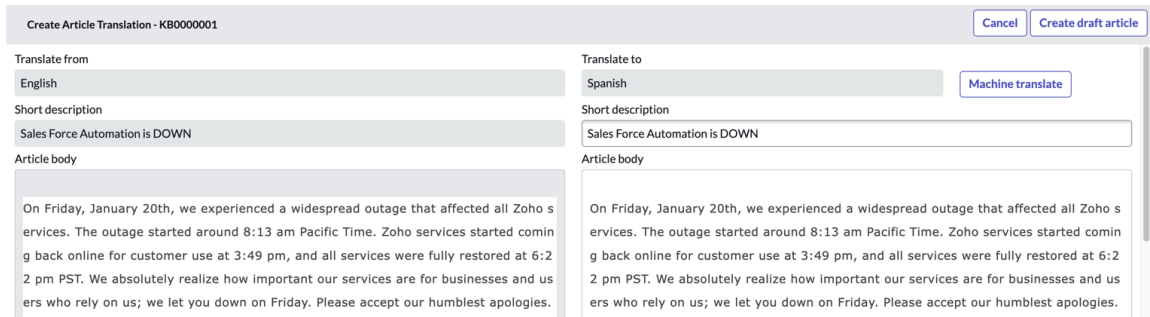 Create Article Translation - KB0000001
Cancel
Create draft article
Translate from
English
Short description
Sales Force Automation is DOWN
Article body
On Friday, January 20th, we experienced a widespread outage that affected all Zoho s
ervices. The outage started around 8:13 am Pacific Time. Zoho services started comin
g back online for customer use at 3:49 pm, and all services were fully restored at 6:2
2 pm PST. We absolutely realize how important our services are for businesses and us
ers who rely on us; we let you down on Friday. Please accept our humblest apologies.
Translate to
Spanish
Machine translate
Short description
Sales Force Automation is DOWN
Article body
On Friday, January 20th, we experienced a widespread outage that affected all Zoho s
ervices. The outage started around 8:13 am Pacific Time. Zoho services started comin
g back online for customer use at 3:49 pm, and all services were fully restored at 6:2
2 pm PST. We absolutely realize how important our services are for businesses and us
ers who rely on us; we let you down on Friday. Please accept our humblest apologies.